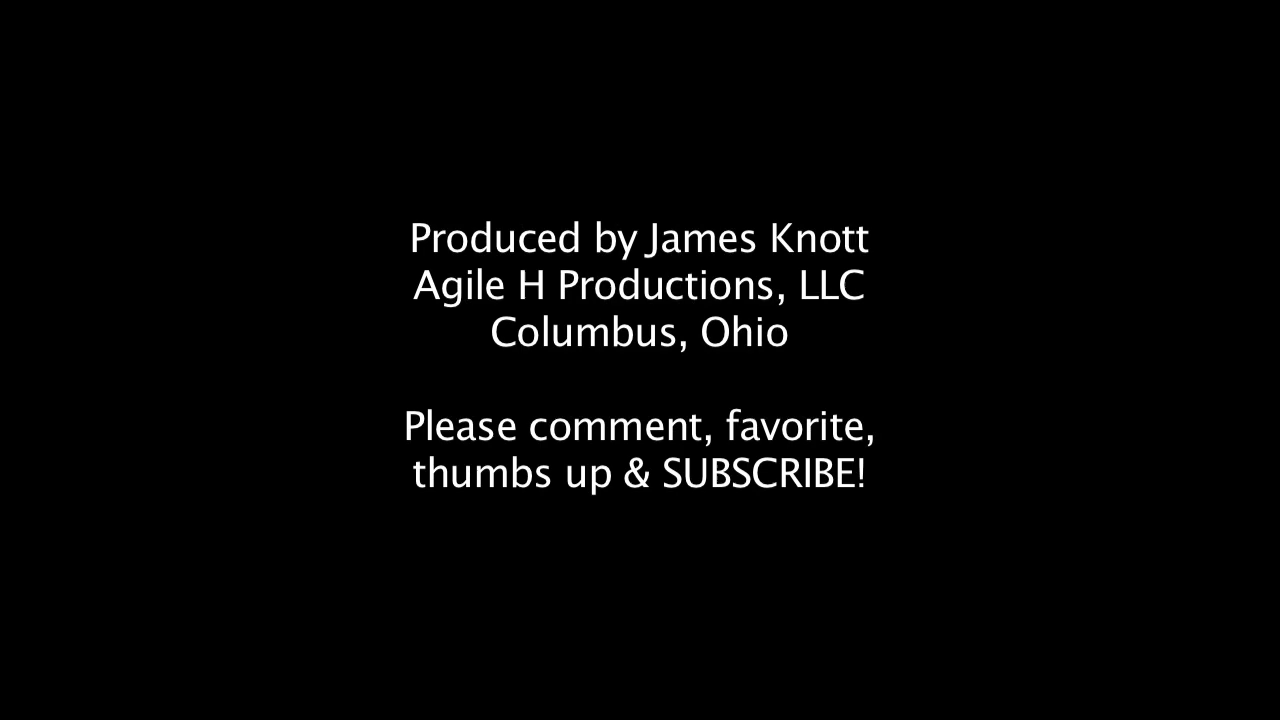 Produced by James Knott
Agile H Productions, LLC
Columbus, Ohio
Please comment, favorite,
thumbs up & SUBSCRIBE!